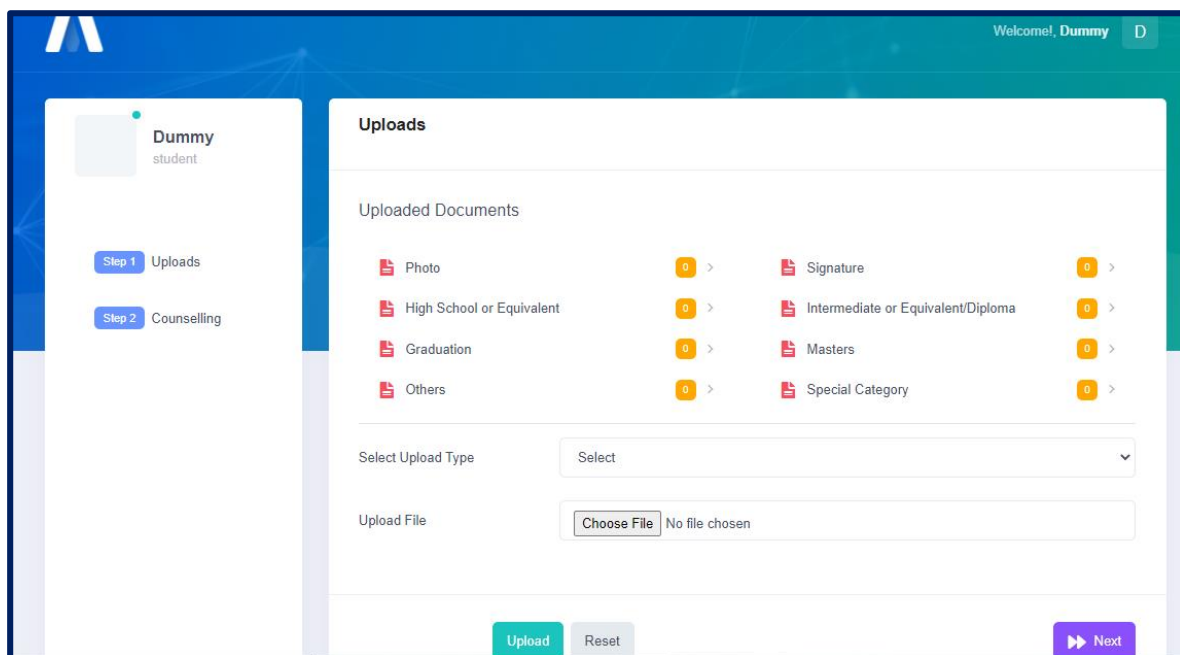 Welcome!, Dummy D
Dummy
student
Step 1 Uploads
Step 2 Counselling
Uploads
Uploaded Documents
Photo 0 Signature 0
High School or Equivalent 0 Intermediate or Equivalent/Diploma 0
Graduation 0 Masters 0
Others 0 Special Category 0
Select Upload Type Select
Upload File Choose File No file chosen
Upload Reset Next